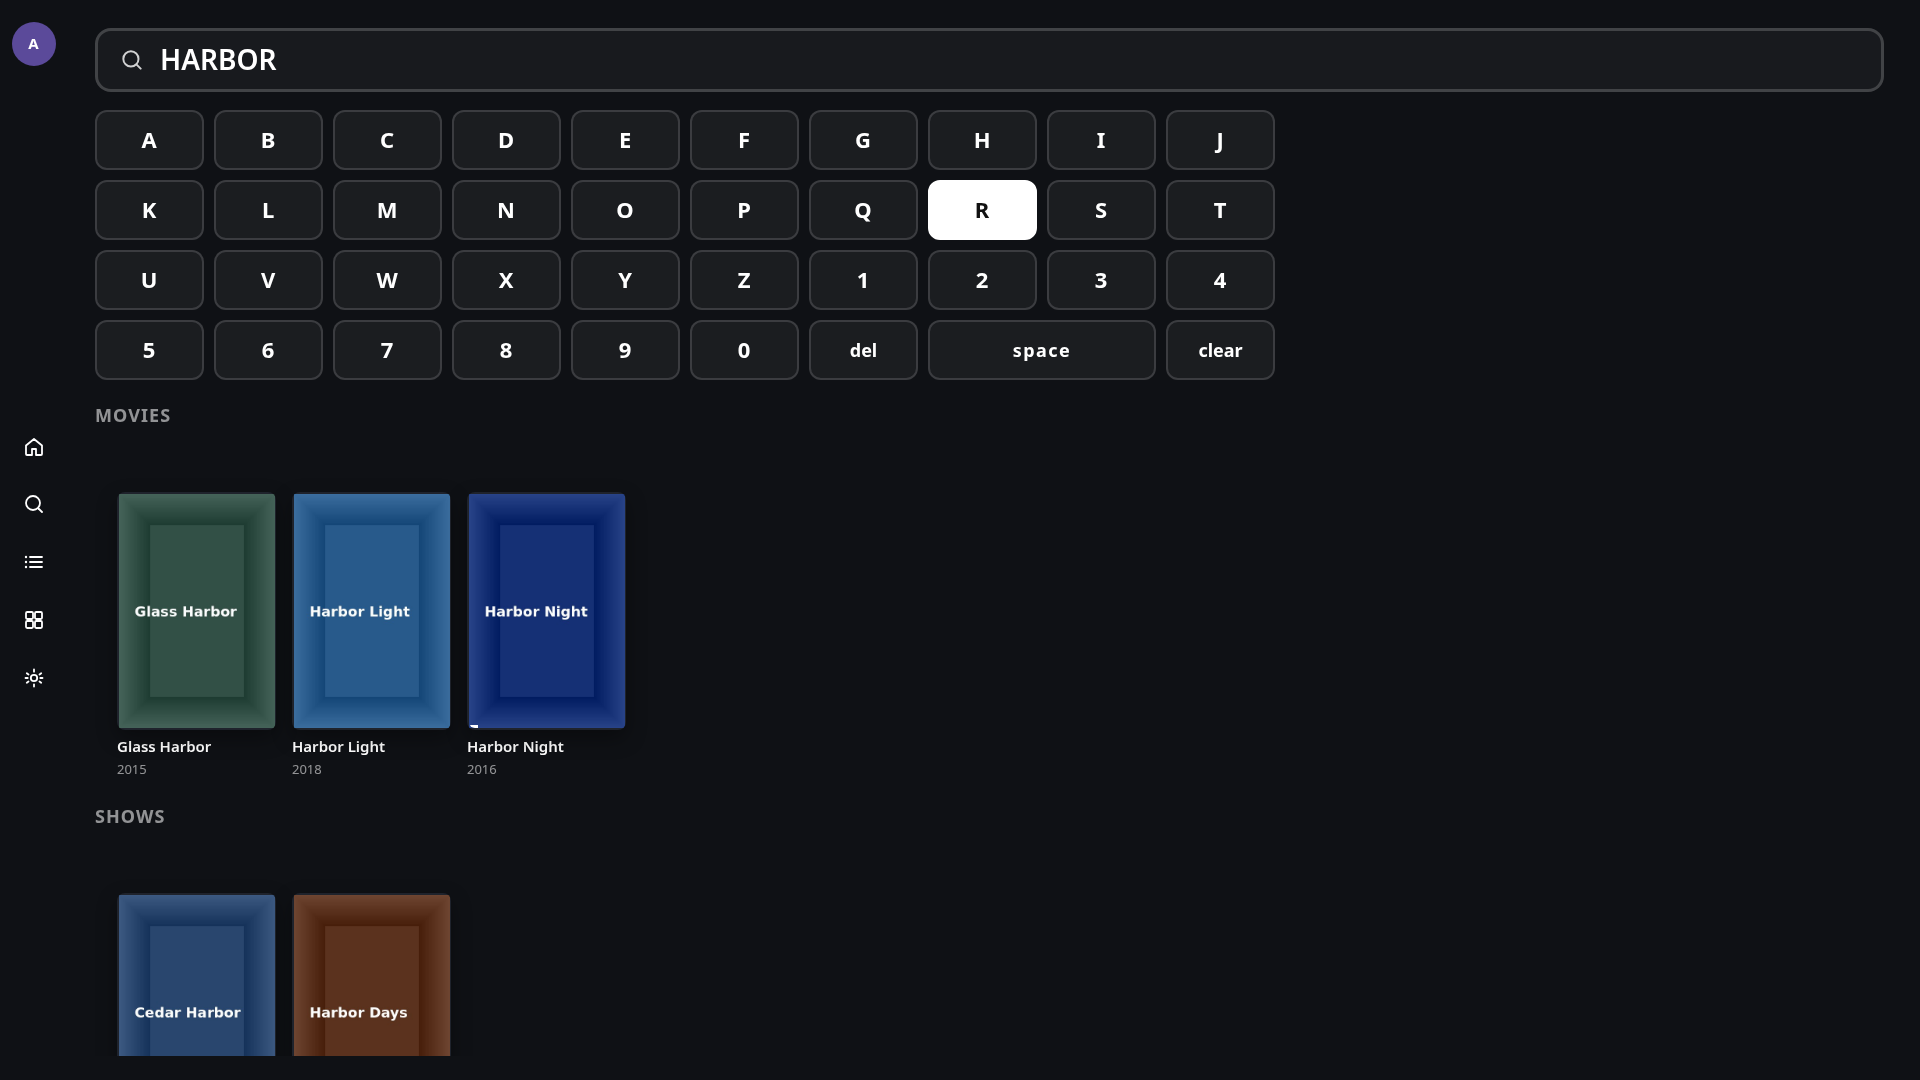 A
HARBOR
A B C D E F G H I J
K L M N O P Q R S T
U V W X Y Z 1 2 3 4
5 6 7 8 9 0 del space clear
MOVIES
Glass Harbor Harbor Light Harbor Night
Glass Harbor Harbor Light Harbor Night
2015 2018 2016
SHOWS
Cedar Harbor Harbor Days